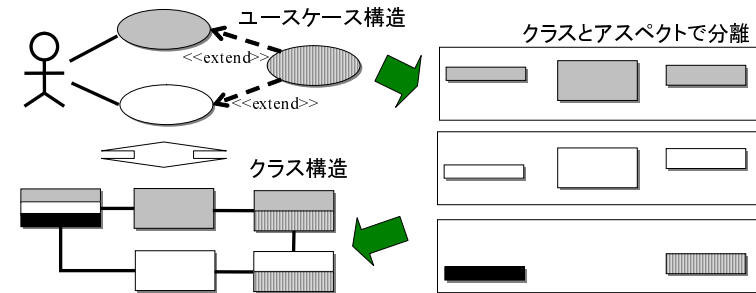 ユースケース構造
クラスとアスペクトで分離
<<extend>>
<<extend>>
クラス構造